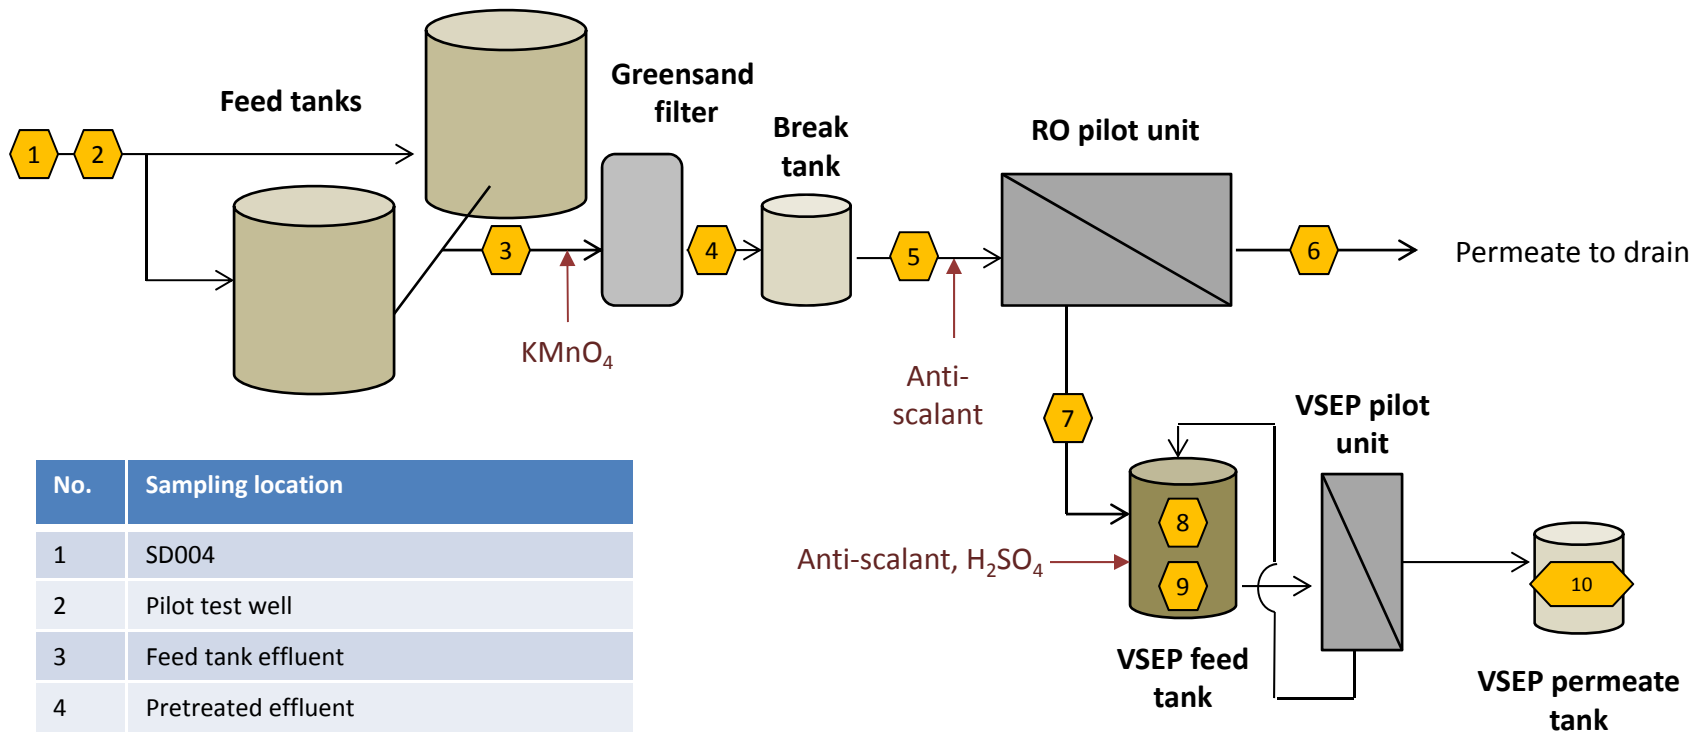 Feed tanks
Greensand
filter
Break
tank
RO pilot unit
1
2
3
4
5
6
Permeate to drain
KMnO₄
Anti-
scalant
7
VSEP pilot
unit
8
Anti-scalant, H₂SO₄
9
10
VSEP feed
tank
VSEP permeate
tank
No. Sampling location
1 SD004
2 Pilot test well
3 Feed tank effluent
4 Pretreated effluent